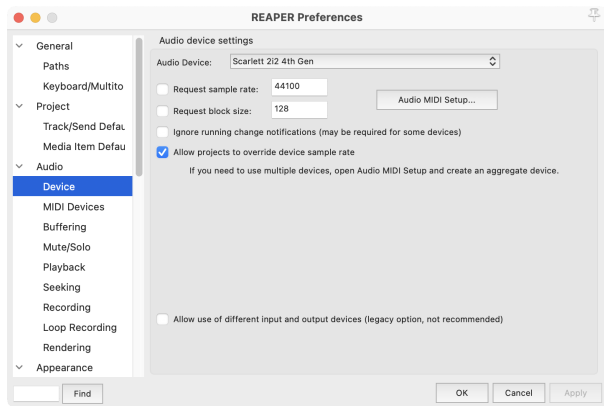 REAPER Preferences
General
Paths
Keyboard/Multito
Project
Track/Send Defau
Media Item Defau
Audio
Device
MIDI Devices
Buffering
Mute/Solo
Playback
Seeking
Recording
Loop Recording
Rendering
Appearance
Find
Audio device settings
Audio Device: Scarlett 2i2 4th Gen
Request sample rate: 44100
Request block size: 128
Audio MIDI Setup...
Ignore running change notifications (may be required for some devices)
Allow projects to override device sample rate
If you need to use multiple devices, open Audio MIDI Setup and create an aggregate device.
Allow use of different input and output devices (legacy option, not recommended)
OK Cancel Apply